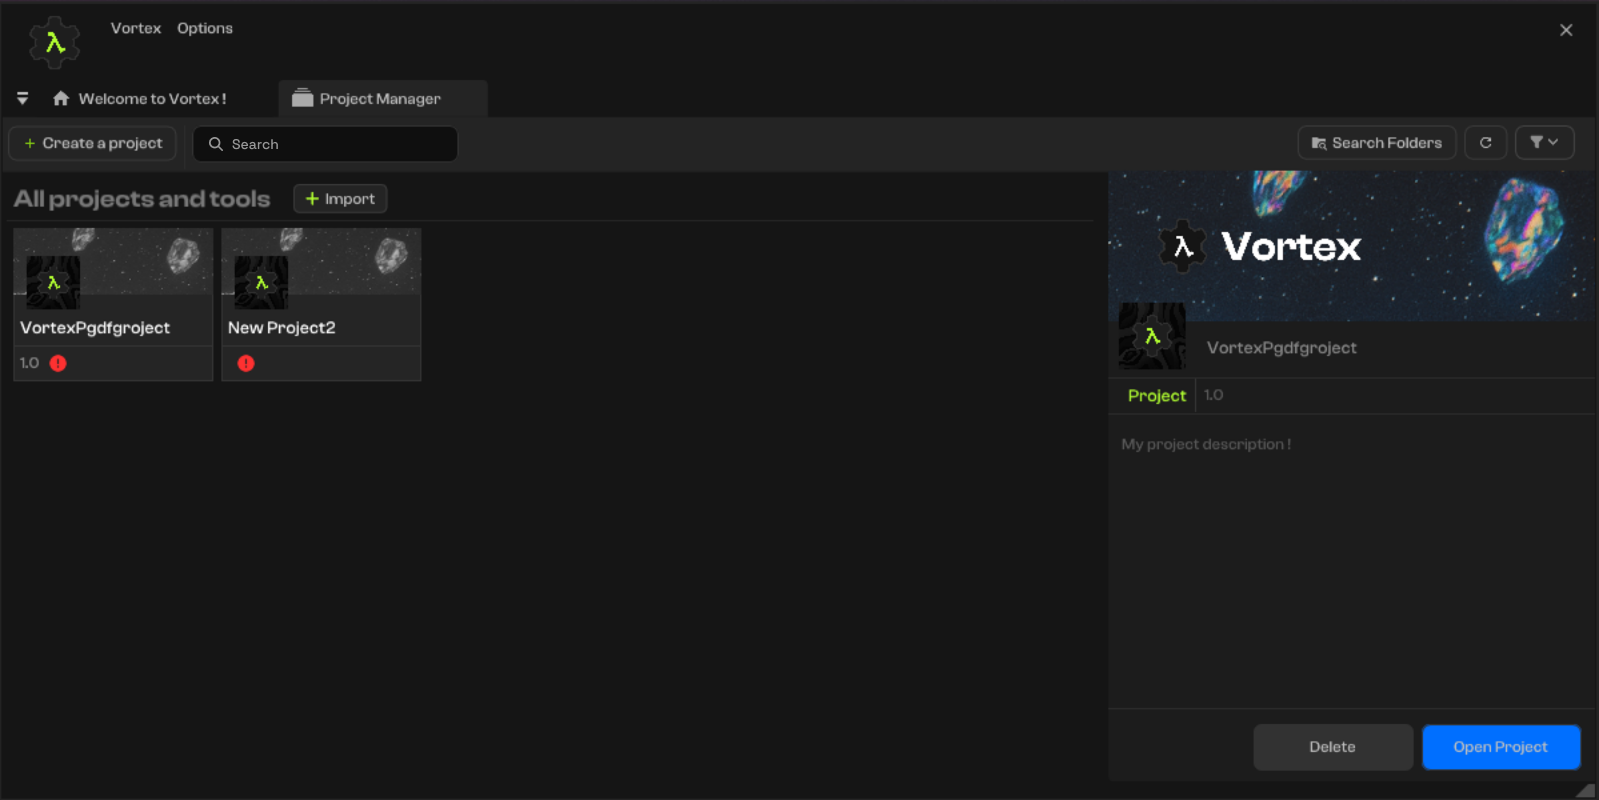 Vortex Options
Welcome to Vortex !
Project Manager
+ Create a project
Search
Search Folders
All projects and tools
+ Import
VortexPgdfgroject
1.0
New Project2
λ Vortex
VortexPgdfgroject
Project 1.0
My project description !
Delete
Open Project